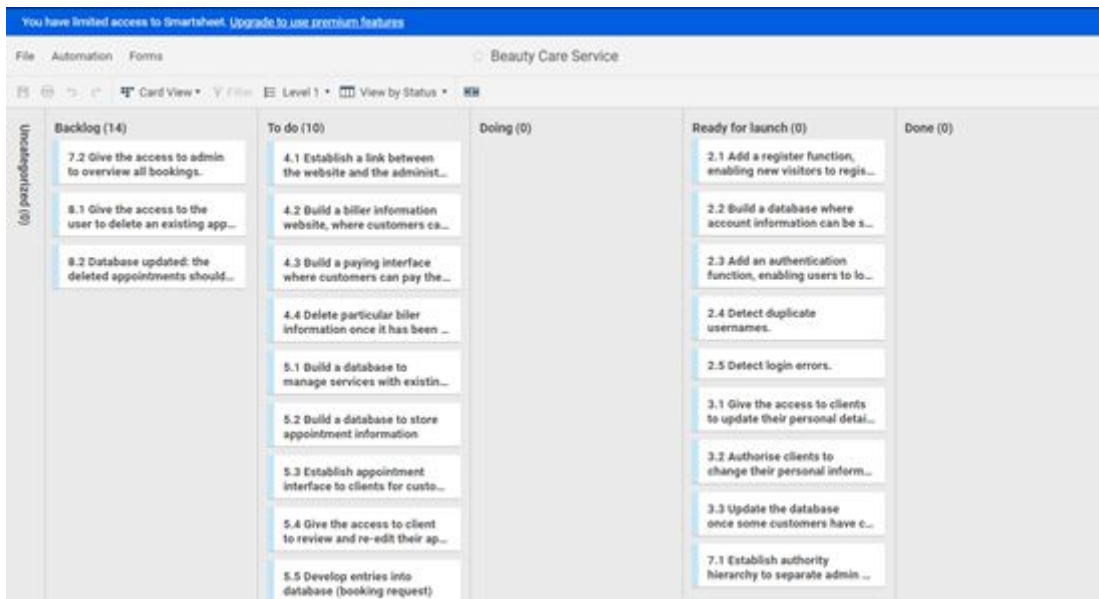 You have limited access to Smartsheet. Upgrade to use premium features
File Automation Forms
Beauty Care Service
Card View Filter Level 1 View by Status
Uncategorized (0)
Backlog (14)
7.2 Give the access to admin
to overview all bookings.
8.1 Give the access to the
user to delete an existing app...
8.2 Database updated: the
deleted appointments should...
To do (10)
4.1 Establish a link between
the website and the administ...
4.2 Build a biller information
website, where customers ca...
4.3 Build a paying interface
where customers can pay the...
4.4 Delete particular biler
information once it has been ...
5.1 Build a database to
manage services with existin...
5.2 Build a database to store
appointment information
5.3 Establish appointment
interface to clients for custo...
5.4 Give the access to client
to review and re-edit their ap...
5.5 Develop entries into
database (booking request)
Doing (0)
Ready for launch (0)
2.1 Add a register function,
enabling new visitors to regis...
2.2 Build a database where
account information can be s...
2.3 Add an authentication
function, enabling users to lo...
2.4 Detect duplicate
usernames.
2.5 Detect login errors.
3.1 Give the access to clients
to update their personal detai...
3.2 Authorise clients to
change their personal inform...
3.3 Update the database
once some customers have c...
7.1 Establish authority
hierarchy to separate admin ...
Done (0)